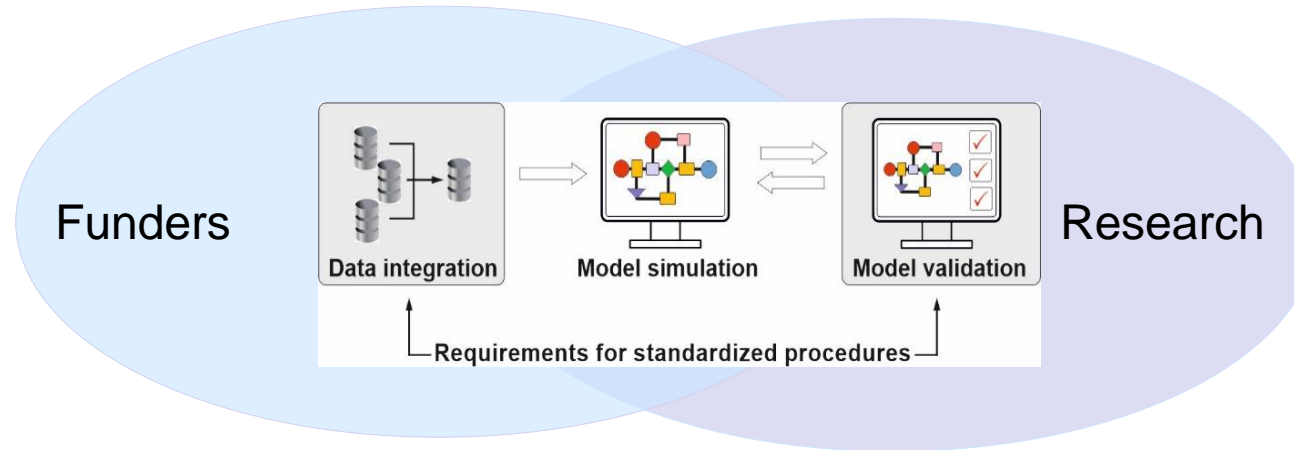 Funders
Research
Data integration
Model simulation
Model validation
Requirements for standardized procedures